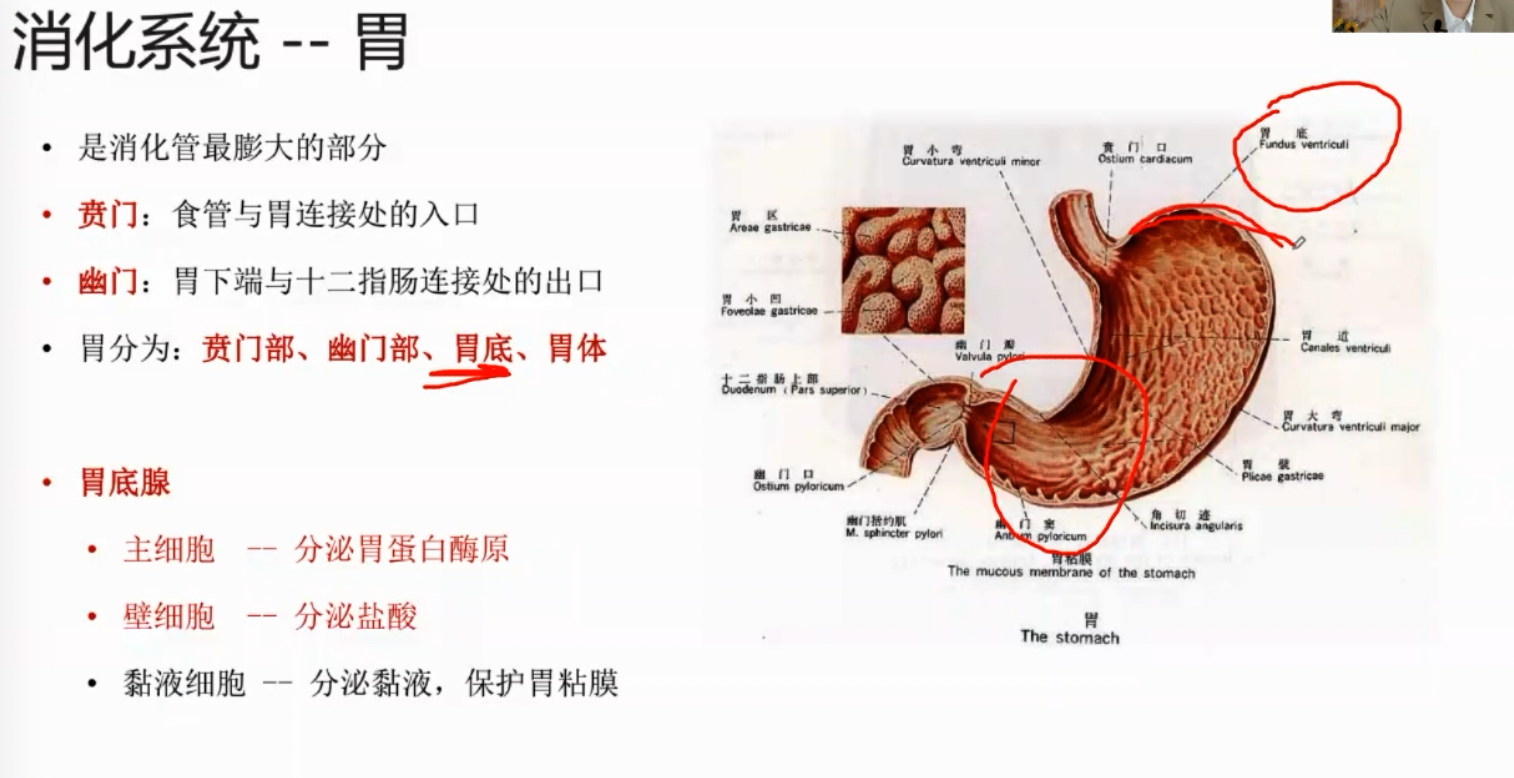 消化系统 -- 胃
• 是消化管最膨大的部分
• 贲门：食管与胃连接处的入口
• 幽门：胃下端与十二指肠连接处的出口
• 胃分为：贲门部、幽门部、胃底、胃体
• 胃底腺
• 主细胞 -- 分泌胃蛋白酶原
• 壁细胞 -- 分泌盐酸
• 黏液细胞 -- 分泌黏液，保护胃粘膜
胃底
Fundus ventriculi
胃小弯
Curvatura ventriculi minor
贲门口
Ostium cardiacum
胃区
Areae gastricae
胃小凹
Foveolae gastricae
幽门瓣
Valvula pylori
胃道
Canales ventriculi
十二指肠上部
Duodenum (Pars superior)
胃大弯
Curvatura ventriculi major
幽门口
Ostium pyloricum
胃襞
Plicae gastricae
幽门括约肌
M. sphincter pylori
幽门窦
Antrum pyloricum
角切迹
Incisura angularis
胃粘膜
The mucous membrane of the stomach
胃
The stomach